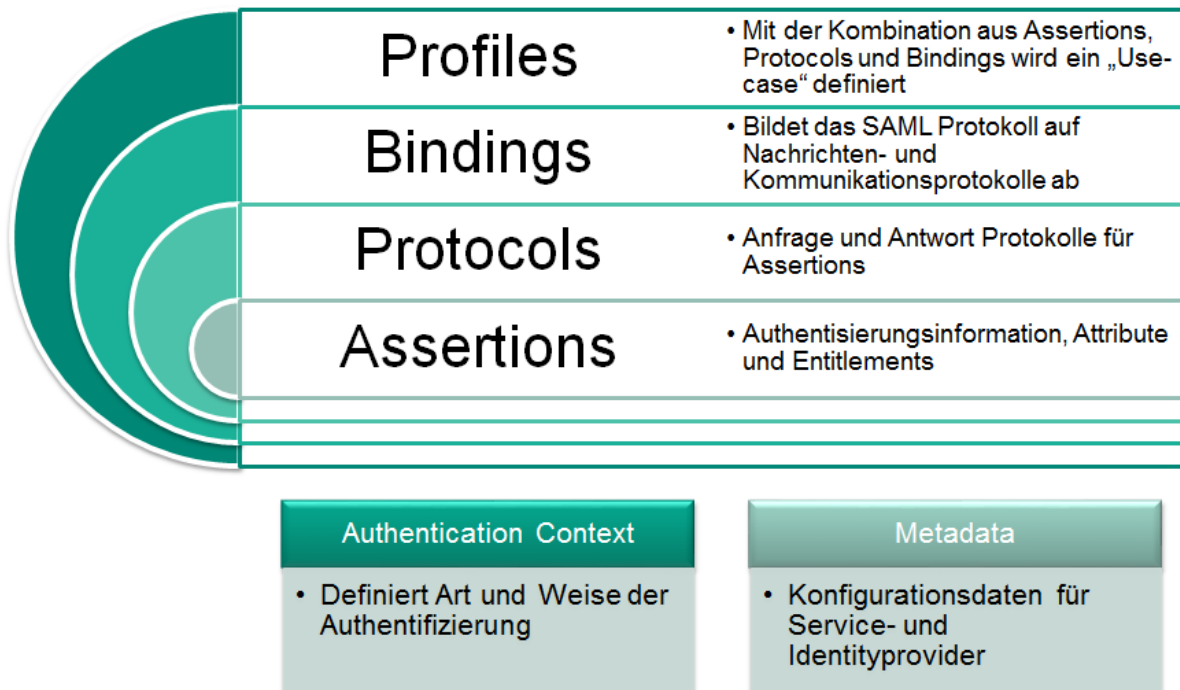 Profiles
• Mit der Kombination aus Assertions,
Protocols und Bindings wird ein „Use-
case“ definiert
Bindings
• Bildet das SAML Protokoll auf
Nachrichten- und
Kommunikationsprotokolle ab
Protocols
• Anfrage und Antwort Protokolle für
Assertions
Assertions
• Authentisierungsinformation, Attribute
und Entitlements
Authentication Context
• Definiert Art und Weise der
Authentifizierung
Metadata
• Konfigurationsdaten für
Service- und
Identityprovider